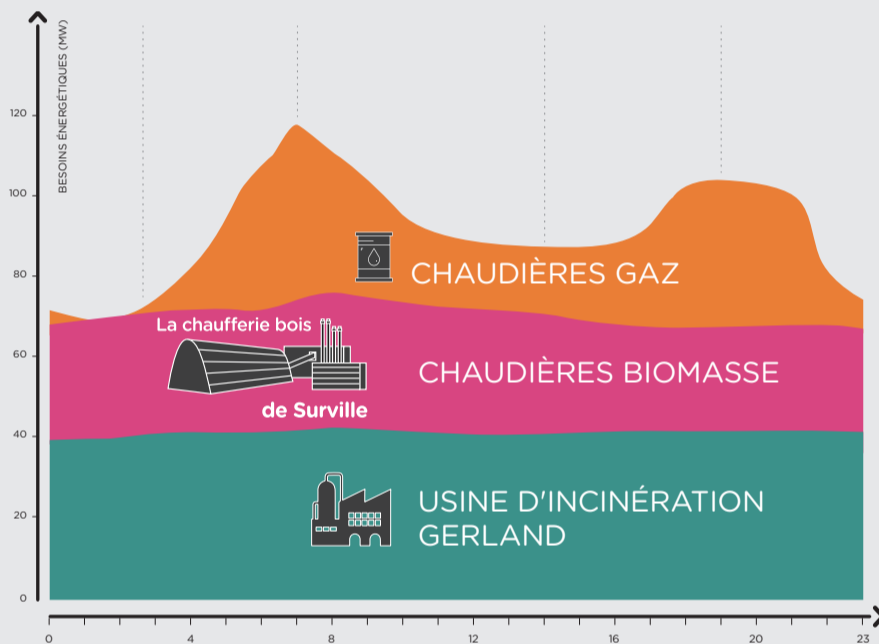 BESOINS ÉNERGÉTIQUES (MW)
120
100
80
60
40
20
0
CHAUDIÈRES GAZ
La chaufferie bois
de Surville
CHAUDIÈRES BIOMASSE
USINE D'INCINÉRATION
GERLAND
0 4 8 12 16 20 23